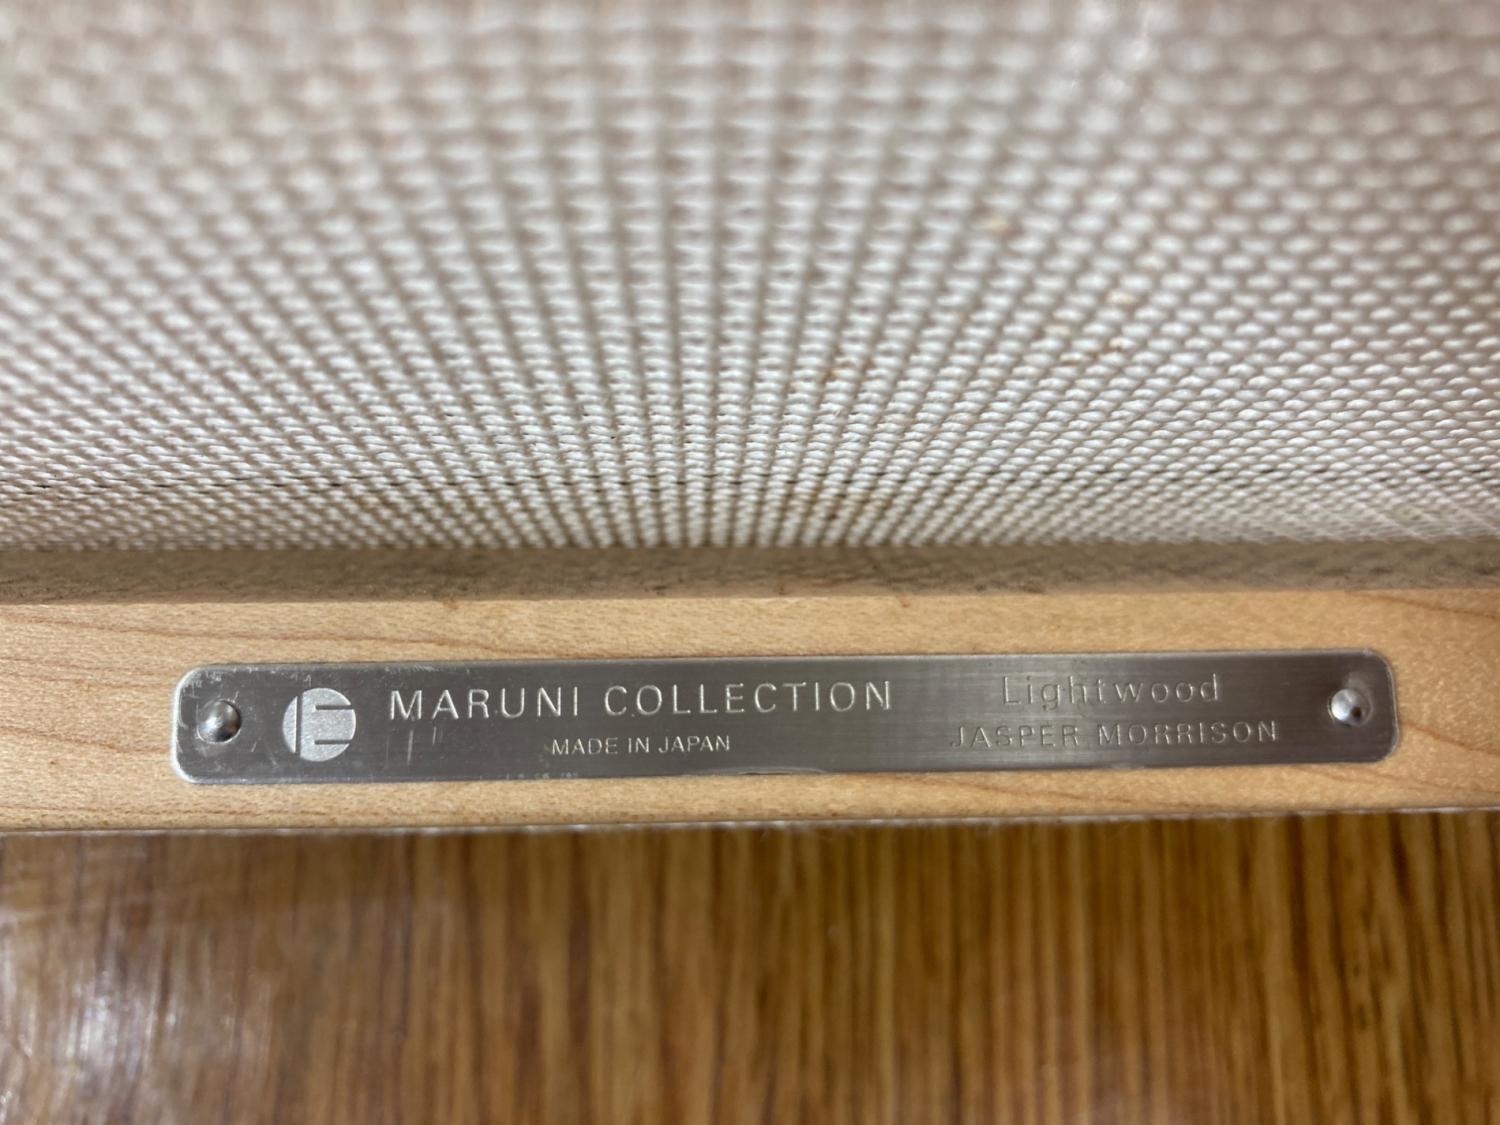 MARUNI COLLECTION
MADE IN JAPAN
Lightwood
JASPER MORRISON